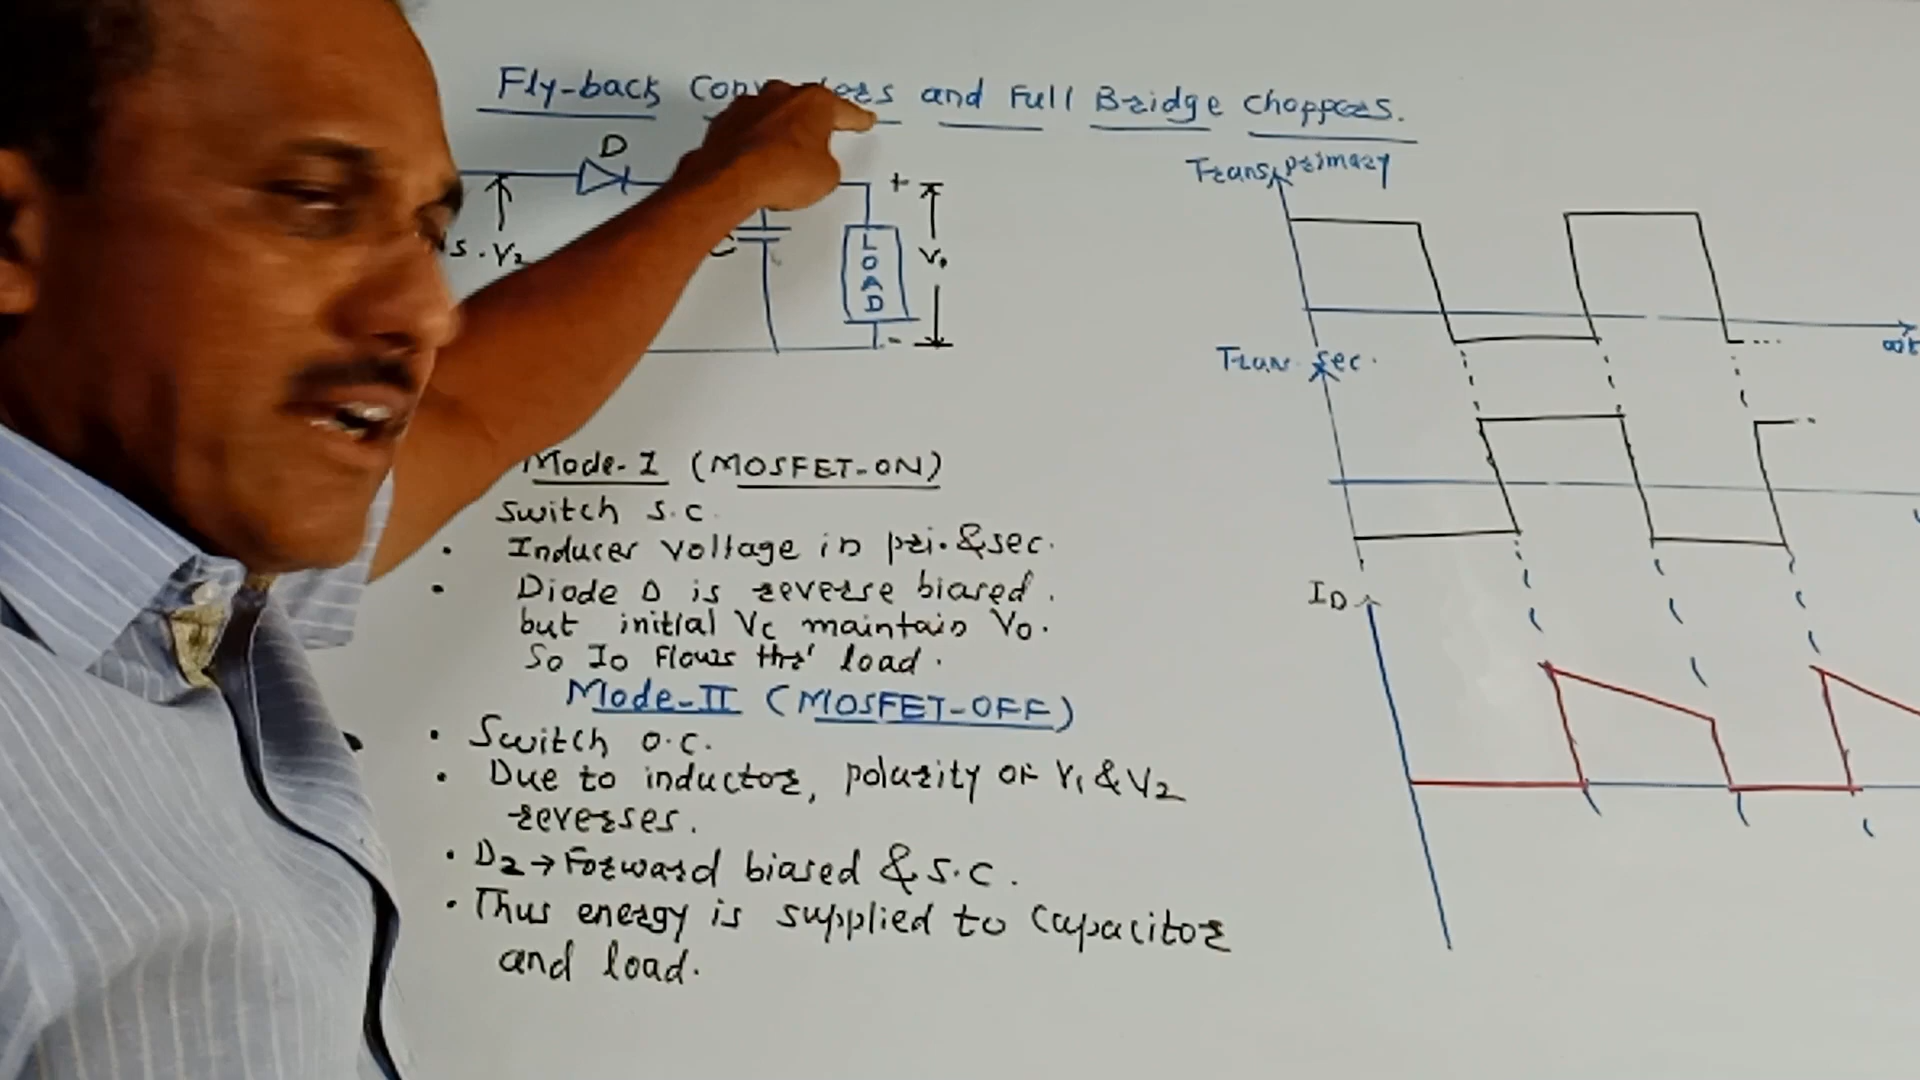 Fly-back and Full Bridge choppers.
D
+
S. V₂
C
LOAD
V₀
-
Mode-I (MOSFET-ON)
Switch S.C.
• Inducer voltage in pri. & sec.
• Diode D is reverse biased.
but initial Vc maintain Vo.
So Io Flows thr' load.
Mode-II (MOSFET-OFF)
• Switch O.C.
• Due to inductor, polarity of V₁ & V₂
reverses.
• D2 → Forward biased & S.C.
• Thus energy is supplied to capacitor
and load.
Trans. primary
ωt
Tran. Sec.
ID